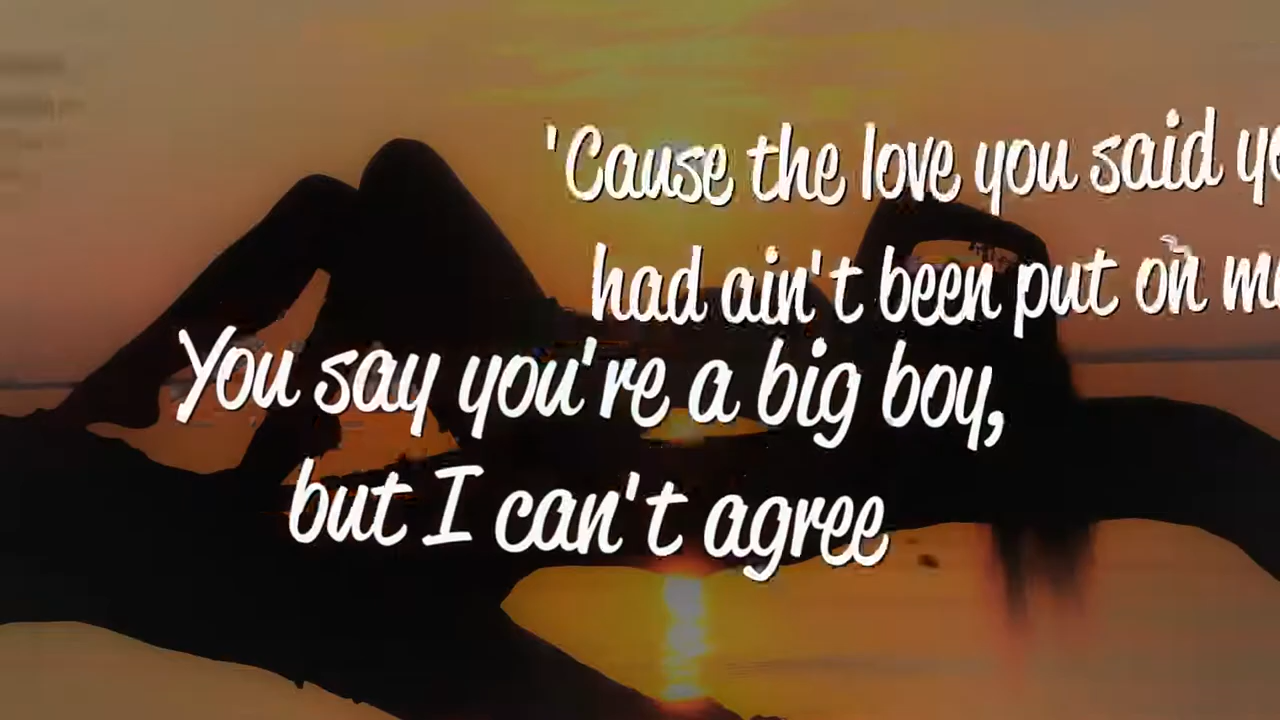 'Cause the love you said
had ain't been put on
You say you're a big boy,
but I can't agree